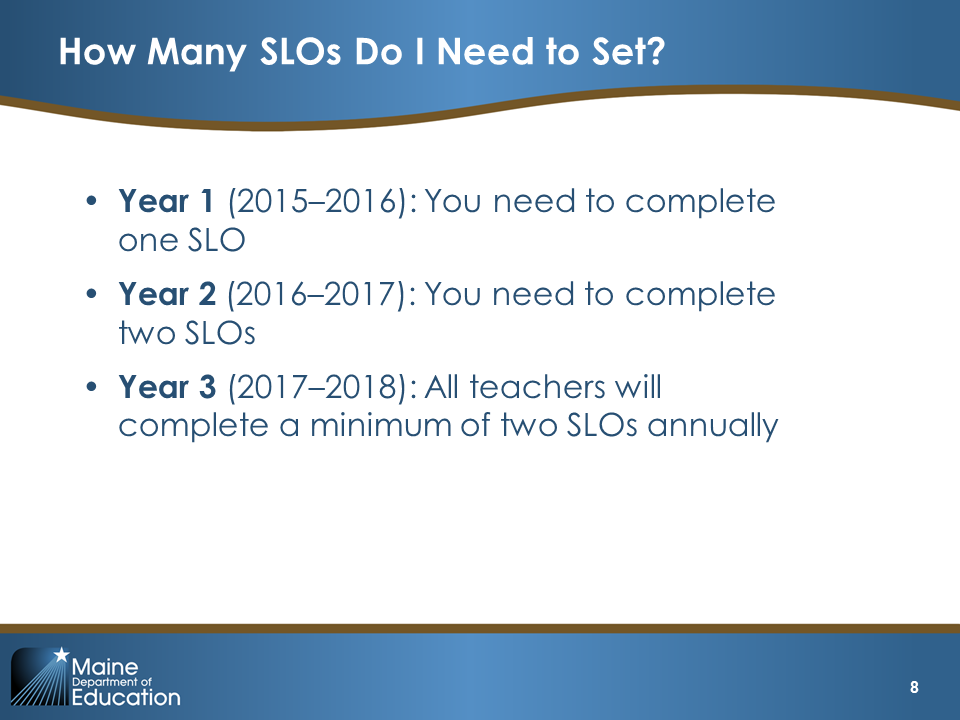 How Many SLOs Do I Need to Set?
• Year 1 (2015–2016): You need to complete
one SLO
• Year 2 (2016–2017): You need to complete
two SLOs
• Year 3 (2017–2018): All teachers will
complete a minimum of two SLOs annually
Maine
Department of
Education
8